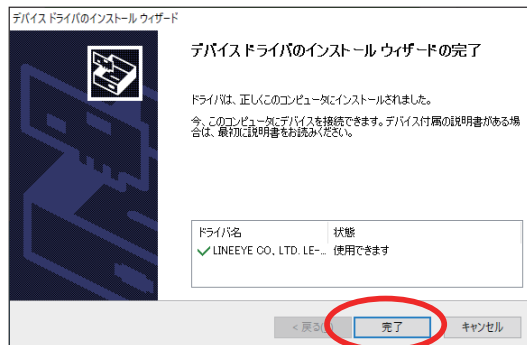 デバイス ドライバのインストール ウィザード
デバイス ドライバのインストール ウィザードの完了
ドライバは、正しくこのコンピュータにインストールされました。
今、このコンピュータにデバイスを接続できます。デバイス付属の説明書がある場
合は、最初に説明書をお読みください。
ドライバ名 状態
LINEEYE CO. LTD. LE-... 使用できます
< 戻る 完了 キャンセル